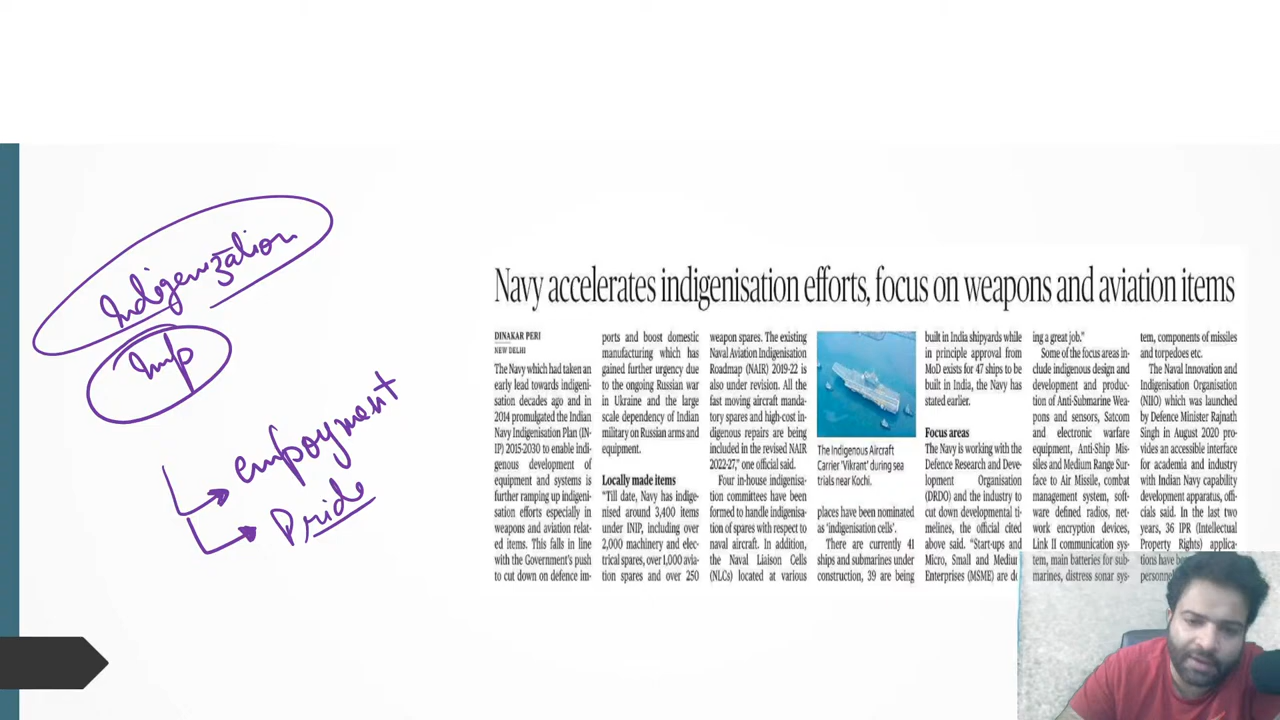 Indigenization
Imp
empoyment
Pride
Navy accelerates indigenisation efforts, focus on weapons and aviation items
DINAKAR PERI
NEW DELHI
The Navy which had taken an
early lead towards indigeni-
sation decades ago and in
2014 promulgated the Indian
Navy Indigenisation Plan (IN-
IP) 2015-2030 to enable indi-
genous development of
equipment and systems is
further ramping up indigeni-
sation efforts especially in
weapons and aviation relat-
ed items. This falls in line
with the Government's push
to cut down on defence im-
ports and boost domestic
manufacturing which has
gained further urgency due
to the ongoing Russian war
in Ukraine and the large
scale dependency of Indian
military on Russian arms and
equipment.
Locally made items
"Till date, Navy has indige-
nised around 3,400 items
under INIP, including over
2,000 machinery and elec-
trical spares, over 1,000 avia-
tion spares and over 250
weapon spares. The existing
Naval Aviation Indigenisation
Roadmap (NAIR) 2019-22 is
also under revision. All the
fast moving aircraft manda-
tory spares and high-cost in-
digenous repairs are being
included in the revised NAIR
2022-27," one official said.
Four in-house indigenisa-
tion committees have been
formed to handle indigenisa-
tion of spares with respect to
naval aircraft. In addition,
the Naval Liaison Cells
(NLCs) located at various
The Indigenous Aircraft
Carrier 'Vikrant' during sea
trials near Kochi.
places have been nominated
as 'indigenisation cells'.
There are currently 41
ships and submarines under
construction, 39 are being
built in India shipyards while
in principle approval from
MoD exists for 47 ships to be
built in India, the Navy has
stated earlier.
Focus areas
The Navy is working with the
Defence Research and Deve-
lopment Organisation
(DRDO) and the industry to
cut down developmental ti-
melines, the official cited
above said. "Start-ups and
Micro, Small and Medium
Enterprises (MSME) are do
ing a great job."
Some of the focus areas in-
clude indigenous design and
development and produc-
tion of Anti-Submarine Wea-
pons and sensors, Satcom
and electronic warfare
equipment, Anti-Ship Mis-
siles and Medium Range Sur-
face to Air Missile, combat
management system, soft-
ware defined radios, net-
work encryption devices,
Link II communication sys-
tem, main batteries for sub-
marines, distress sonar sys-
tem, components of missiles
and torpedoes etc.
The Naval Innovation and
Indigenisation Organisation
(NIIO) which was launched
by Defence Minister Rajnath
Singh in August 2020 pro-
vides an accessible interface
for academia and industry
with Indian Navy capability
development apparatus, offi-
cials said. In the last two
years, 36 IPR (Intellectual
Property Rights) applica-
tions have
personnel